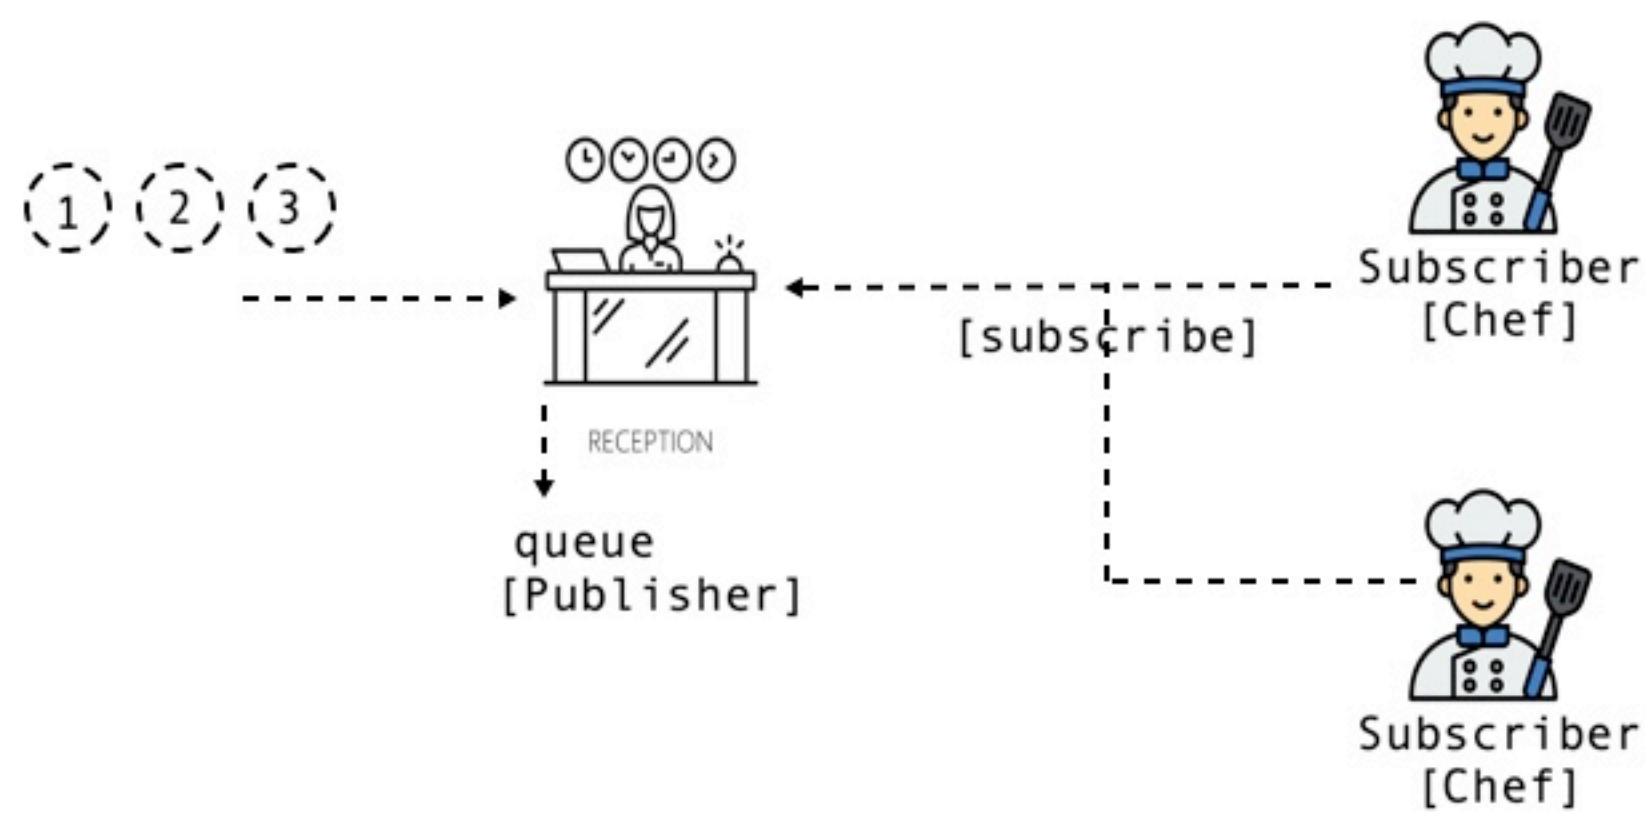 1 2 3
RECEPTION
queue
[Publisher]
[subscribe]
Subscriber
[Chef]
Subscriber
[Chef]